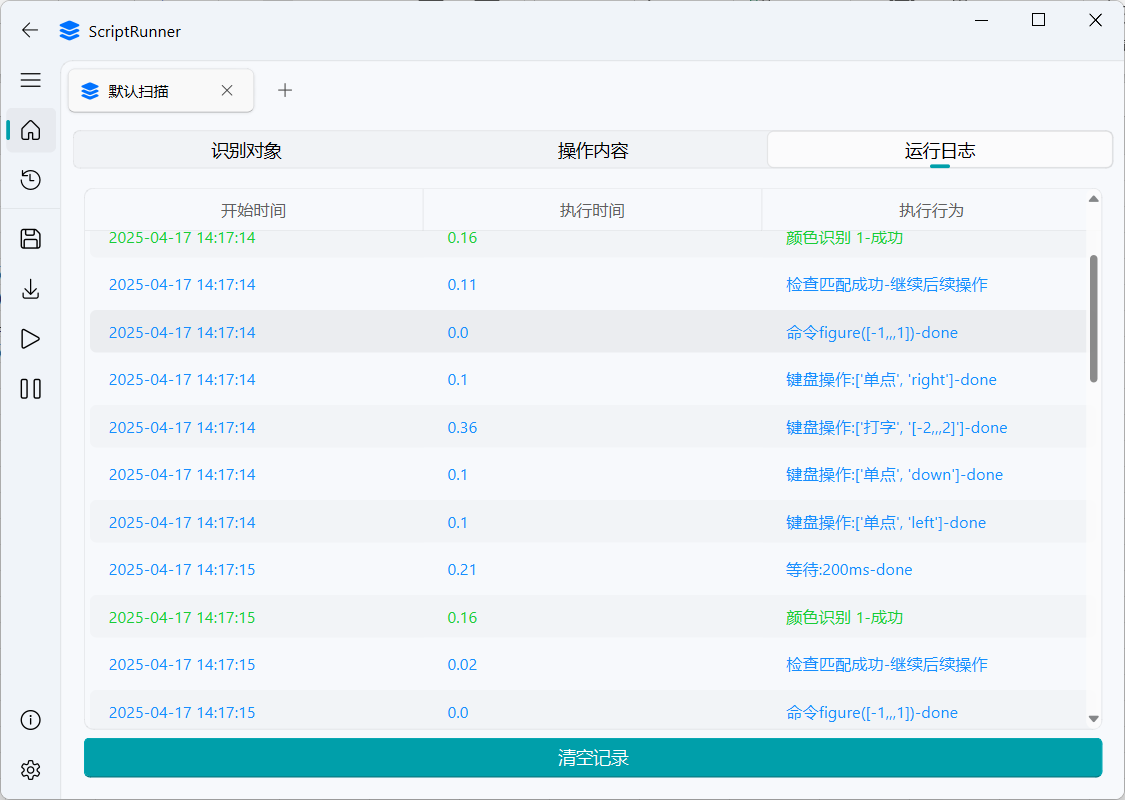 ScriptRunner
默认扫描
识别对象 操作内容 运行日志
开始时间 执行时间 执行行为
2025-04-17 14:17:14 0.16 颜色识别 1-成功
2025-04-17 14:17:14 0.11 检查匹配成功-继续后续操作
2025-04-17 14:17:14 0.0 命令figure([-1,,,1])-done
2025-04-17 14:17:14 0.1 键盘操作:['单点', 'right']-done
2025-04-17 14:17:14 0.36 键盘操作:['打字', '[-2,,,2]']-done
2025-04-17 14:17:14 0.1 键盘操作:['单点', 'down']-done
2025-04-17 14:17:14 0.1 键盘操作:['单点', 'left']-done
2025-04-17 14:17:15 0.21 等待:200ms-done
2025-04-17 14:17:15 0.16 颜色识别 1-成功
2025-04-17 14:17:15 0.02 检查匹配成功-继续后续操作
2025-04-17 14:17:15 0.0 命令figure([-1,,,1])-done
清空记录